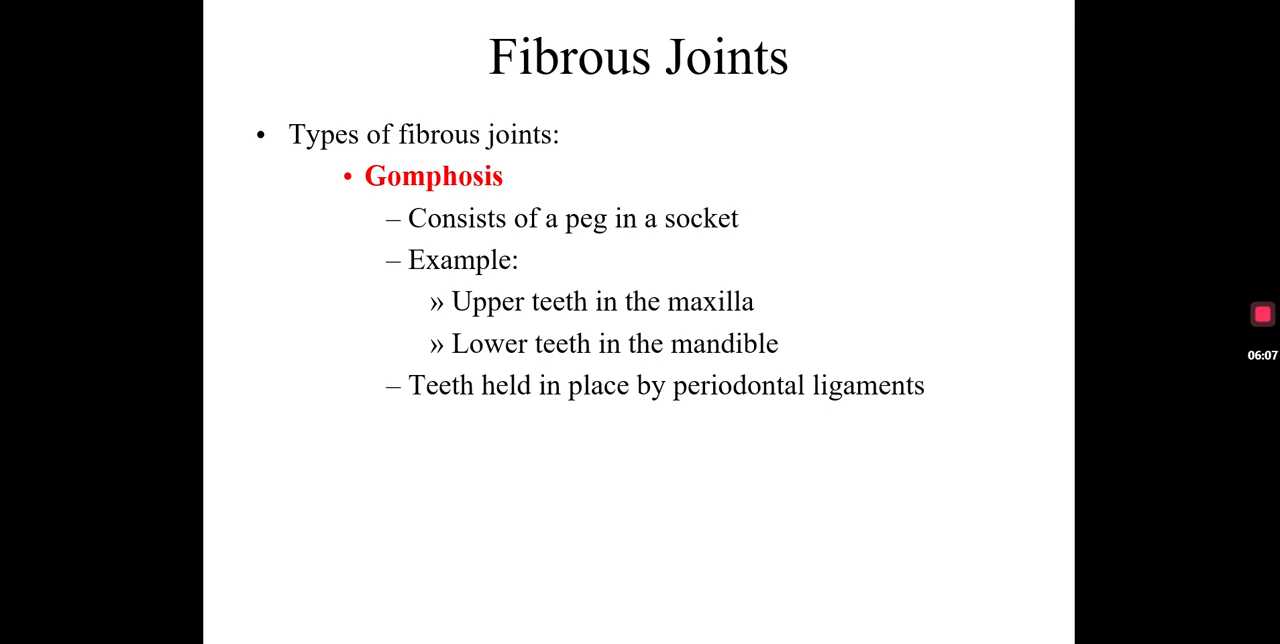 Fibrous Joints
• Types of fibrous joints:
• Gomphosis
– Consists of a peg in a socket
– Example:
» Upper teeth in the maxilla
» Lower teeth in the mandible
– Teeth held in place by periodontal ligaments
06:07